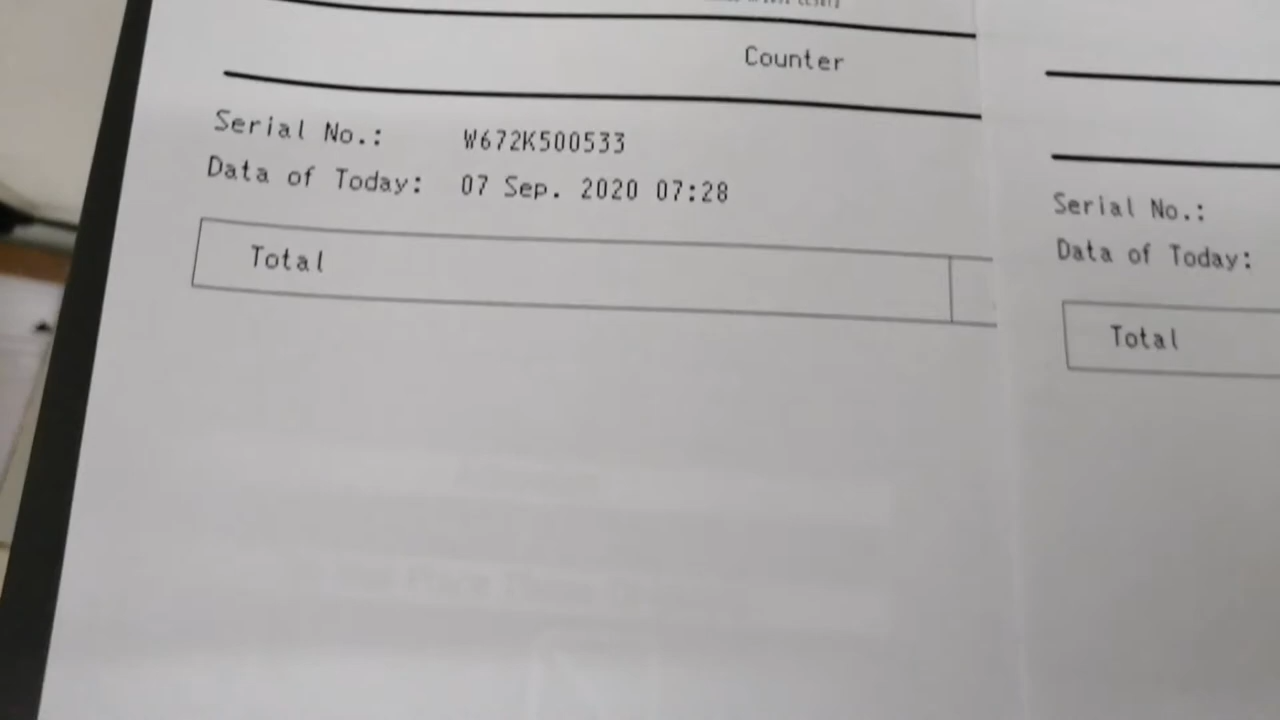 Counter
Serial No.: W672K500533
Data of Today: 07 Sep. 2020 07:28
Total
Serial No.:
Data of Today:
Total